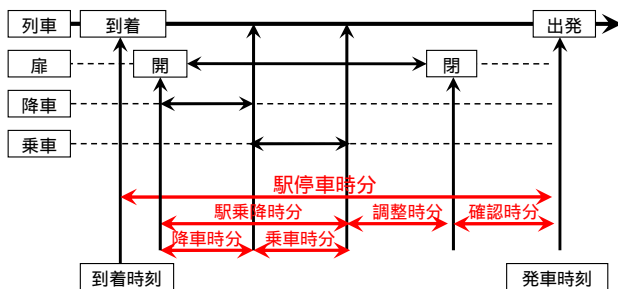 列車
到着
出発
扉
開
閉
降車
乗車
駅停車時分
駅乗降時分
調整時分
確認時分
降車時分
乗車時分
到着時刻
発車時刻